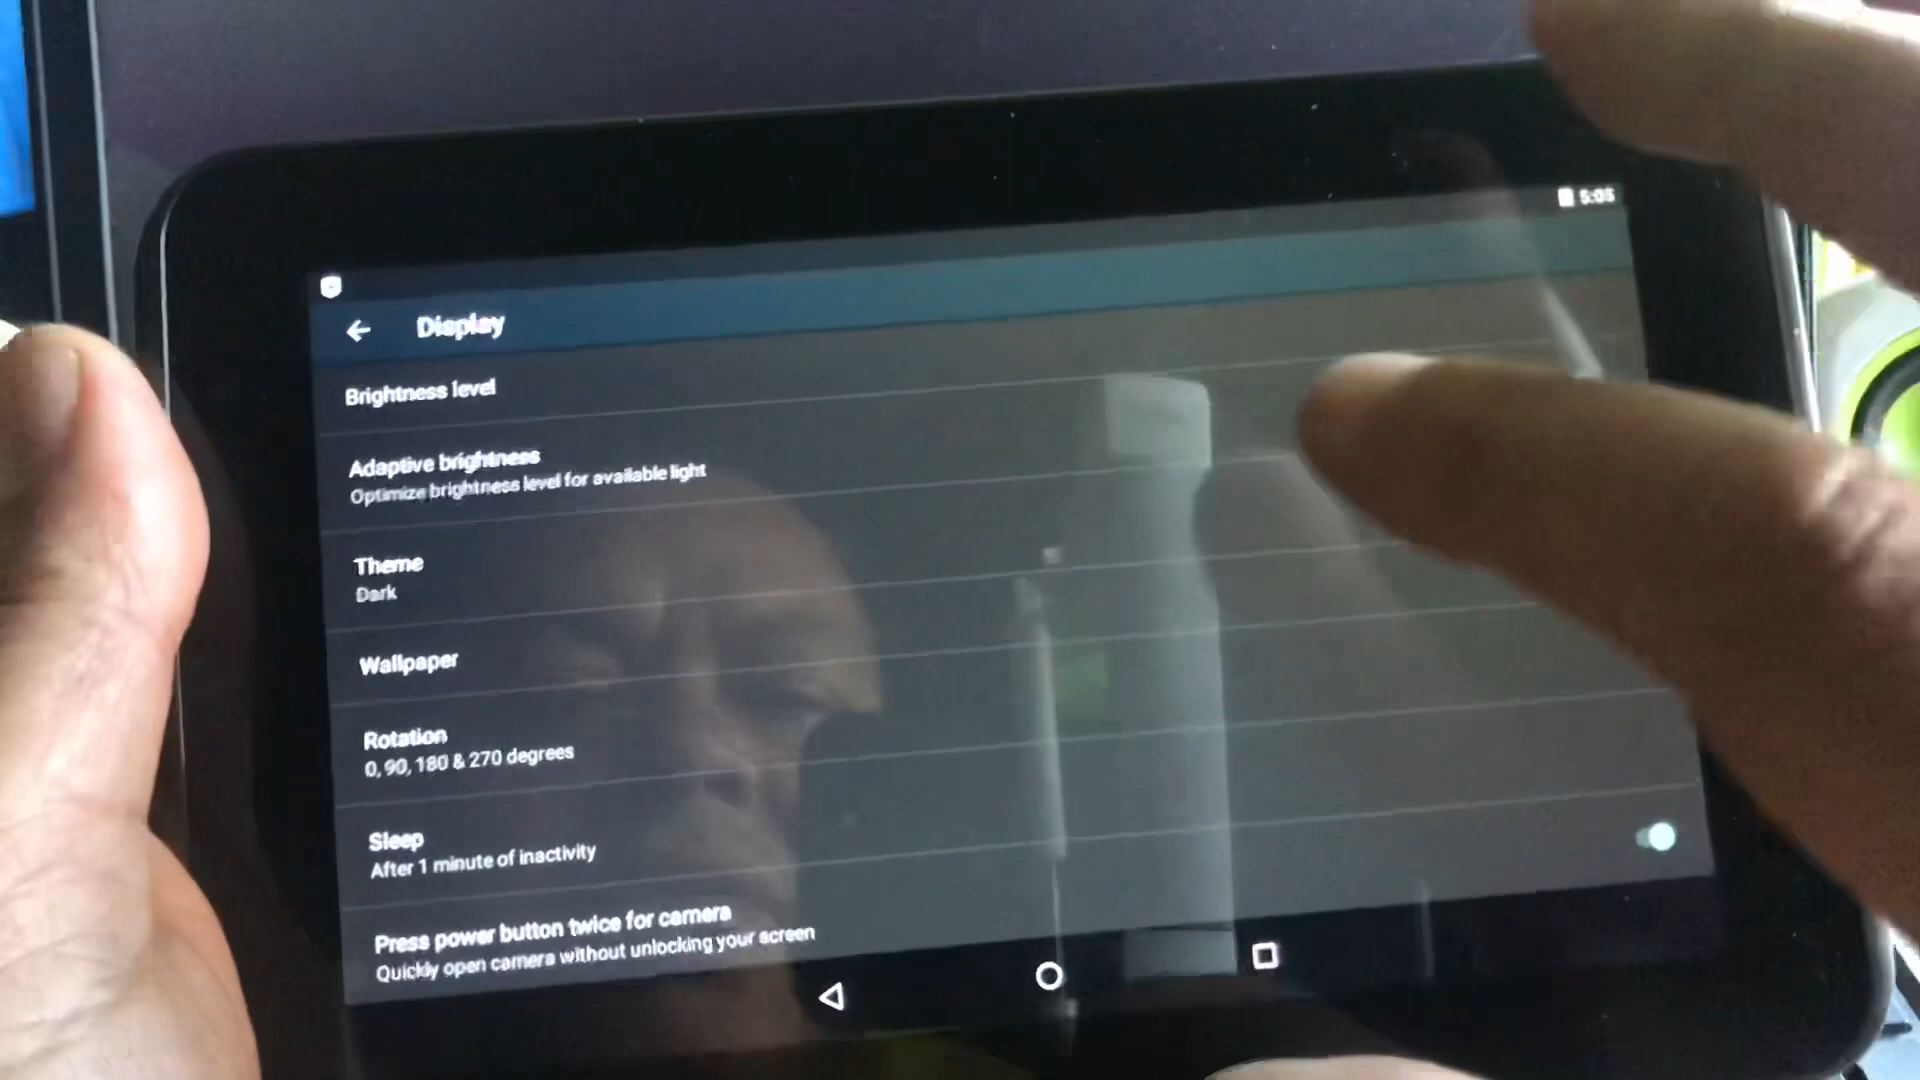 5:05
Display
Brightness level
Adaptive brightness
Optimize brightness level for available light
Theme
Dark
Wallpaper
Rotation
0, 90, 180 & 270 degrees
Sleep
After 1 minute of inactivity
Press power button twice for camera
Quickly open camera without unlocking your screen